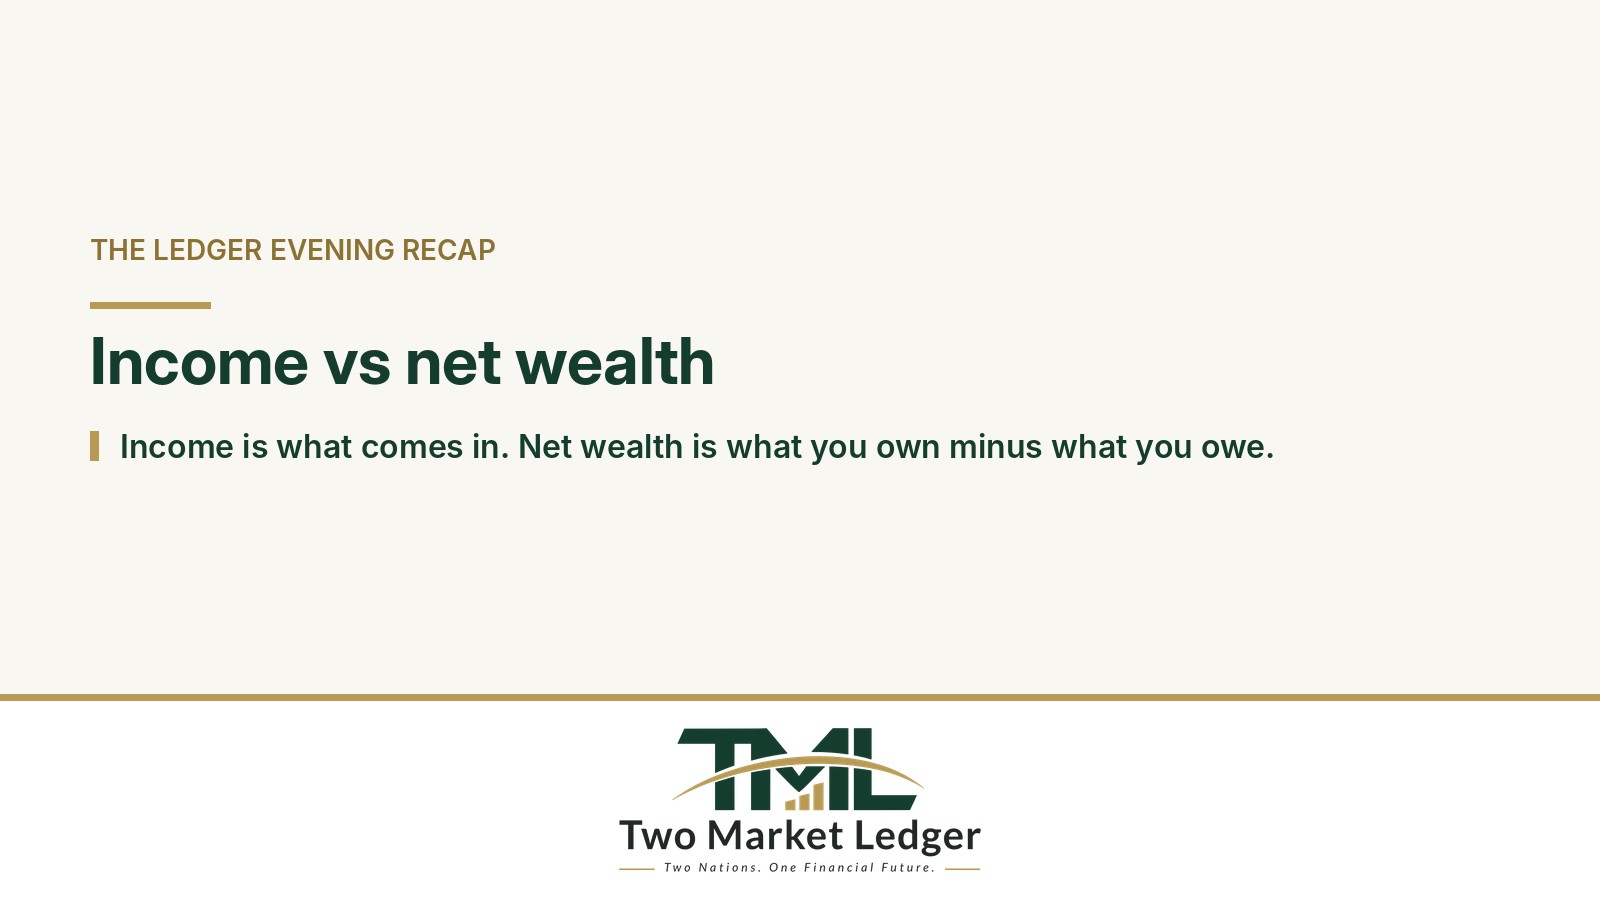 THE LEDGER EVENING RECAP
Income vs net wealth
Income is what comes in. Net wealth is what you own minus what you owe.
TML
Two Market Ledger
Two Nations. One Financial Future.